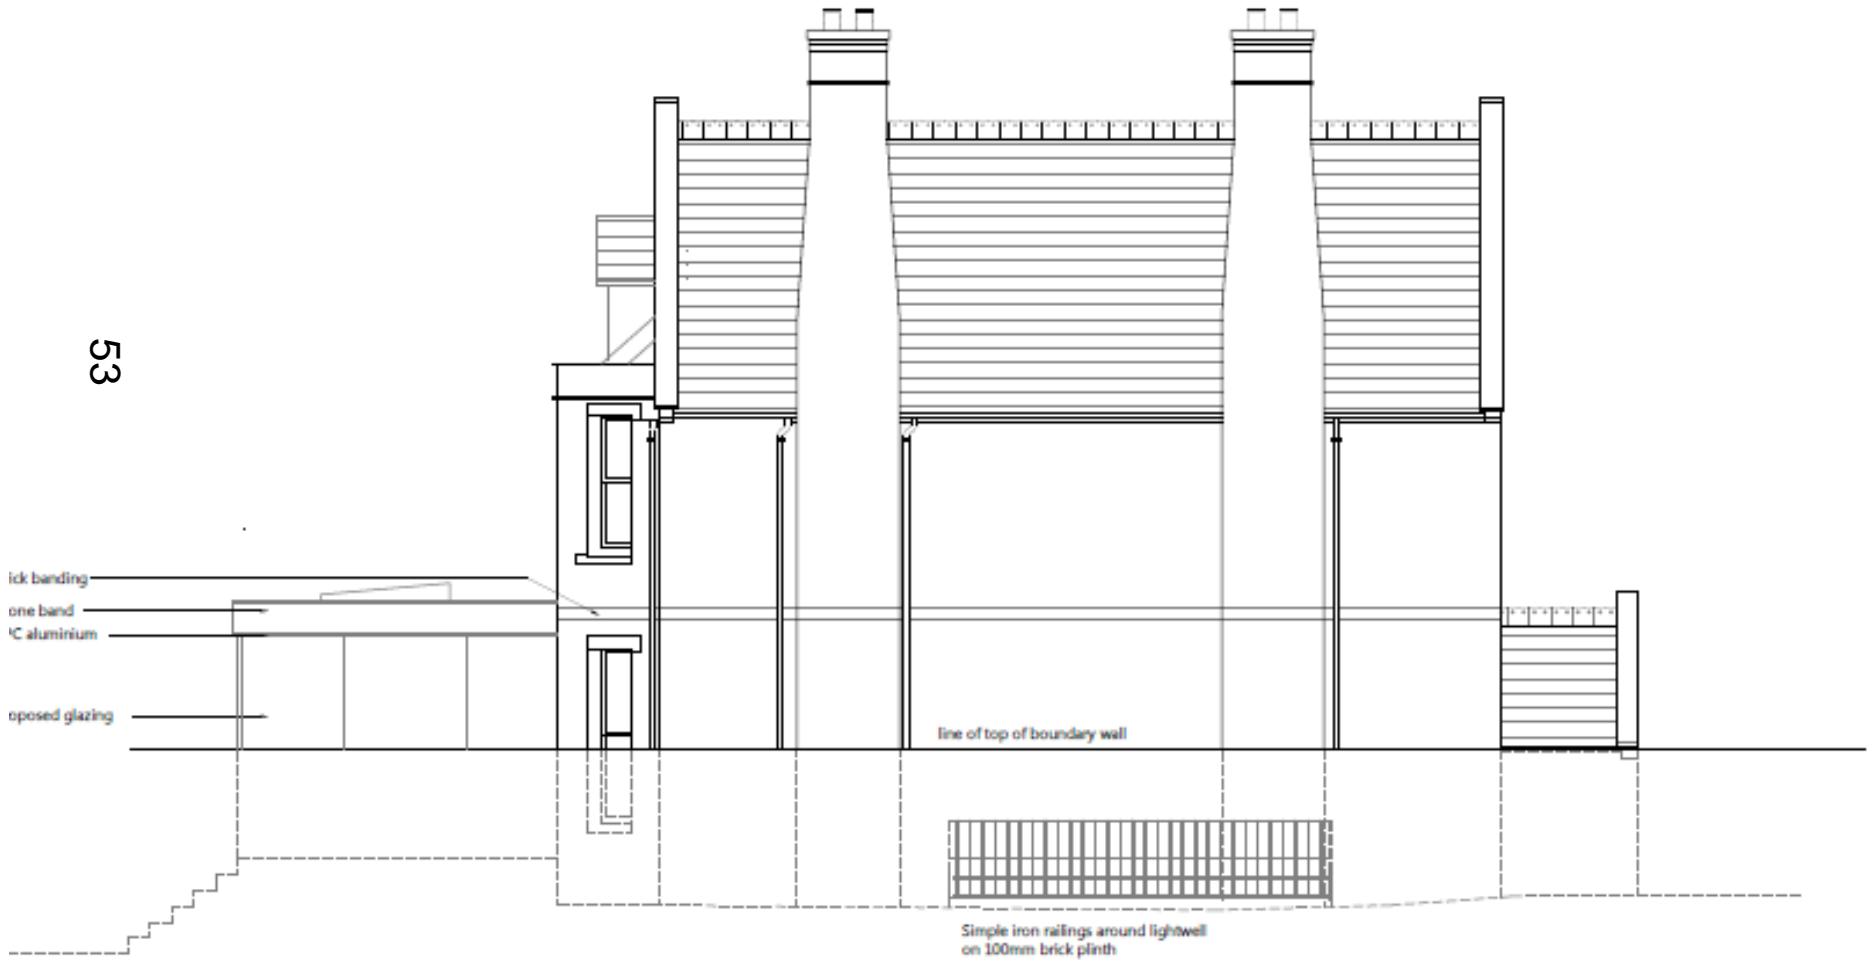 53
ick banding
one band
C aluminium
oposed glazing
line of top of boundary wall
Simple iron railings around lightwell
on 100mm brick plinth